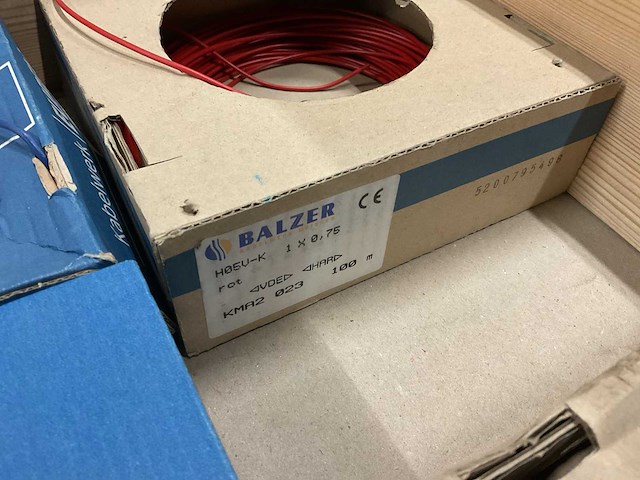 BALZER CE
H05V-K 1 X 0,75
rot
◁VDE▷ ◁HAR▷
KMA2 023 100 m
5200795498
Kabelwerk